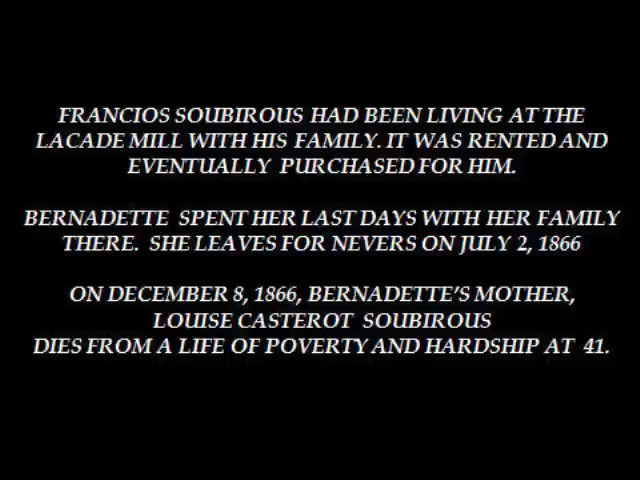 FRANCIOS SOUBIROUS HAD BEEN LIVING AT THE
LACADE MILL WITH HIS FAMILY. IT WAS RENTED AND
EVENTUALLY PURCHASED FOR HIM.
BERNADETTE SPENT HER LAST DAYS WITH HER FAMILY
THERE. SHE LEAVES FOR NEVERS ON JULY 2, 1866
ON DECEMBER 8, 1866, BERNADETTE'S MOTHER,
LOUISE CASTEROT SOUBIROUS
DIES FROM A LIFE OF POVERTY AND HARDSHIP AT 41.